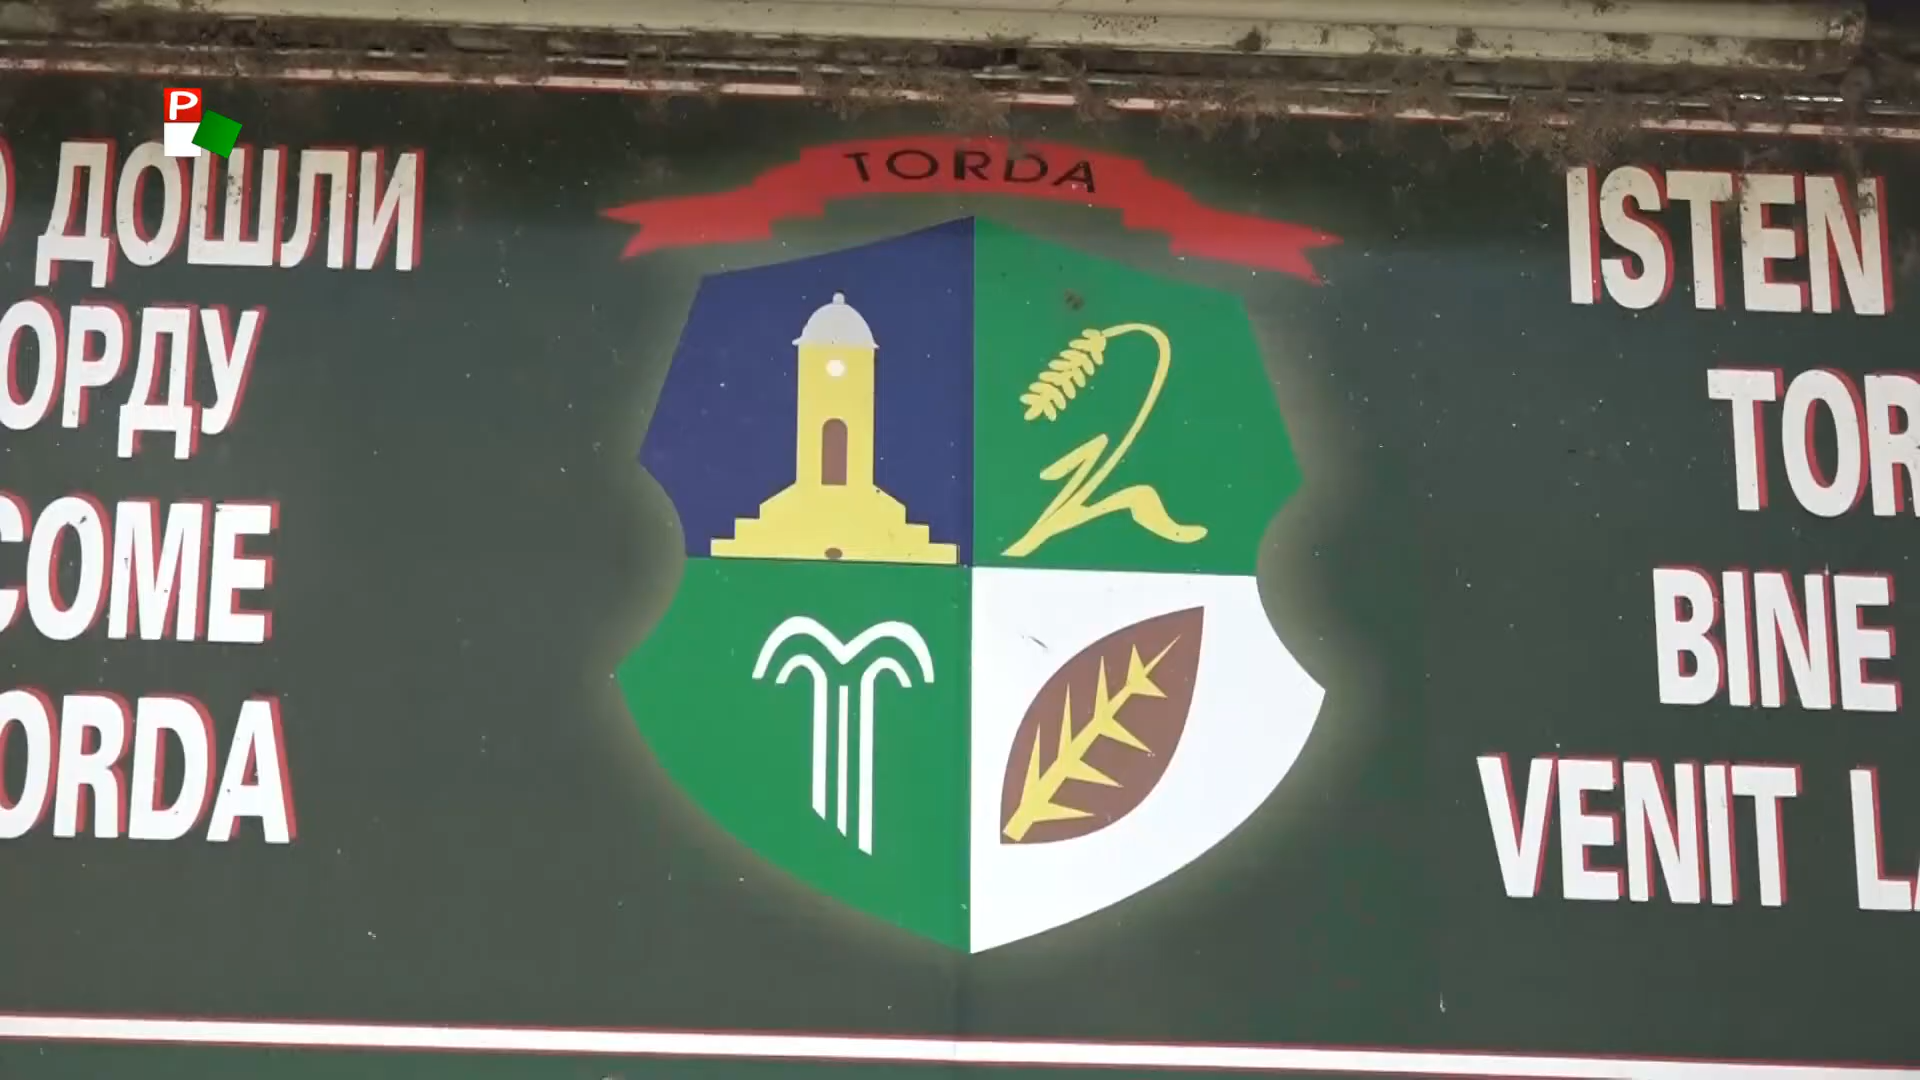 P
TORDA
ДОШЛИ
ОРДУ
COME
ORDA
ISTEN
TOR
BINE
VENIT LA